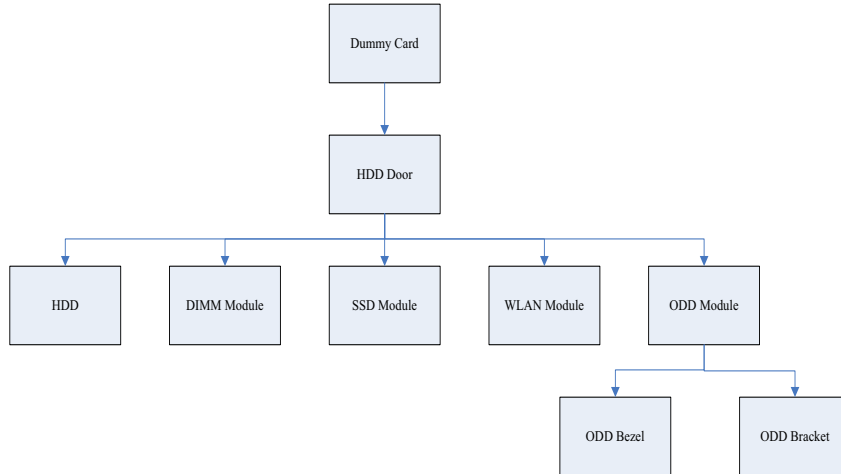 Dummy Card
HDD Door
HDD
DIMM Module
SSD Module
WLAN Module
ODD Module
ODD Bezel
ODD Bracket